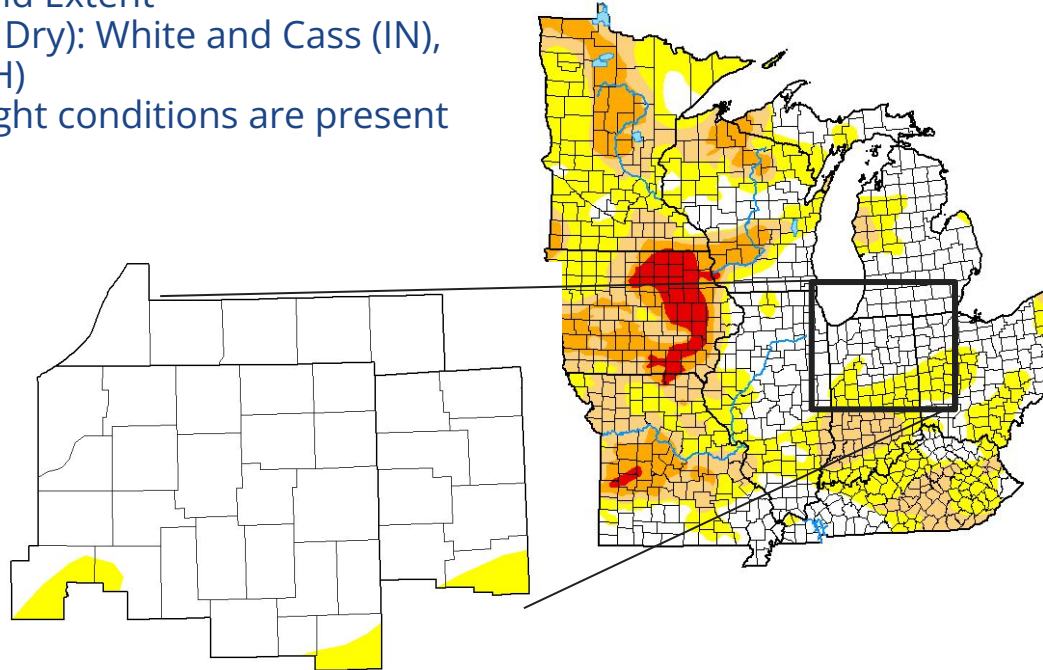 Dry): White and Cass (IN),
ght conditions are present